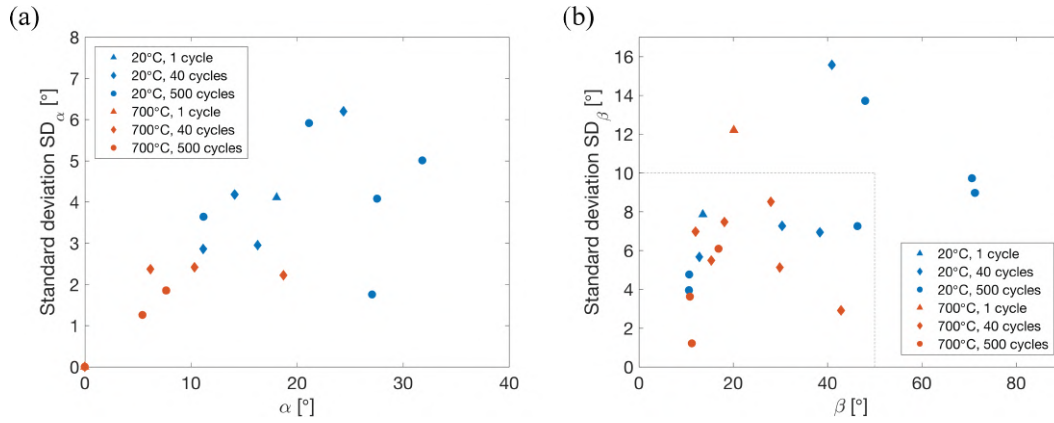 (a)
Standard deviation SD_α [°]
8
7
6
5
4
3
2
1
0
0 10 20 30 40
α [°]
20°C, 1 cycle
20°C, 40 cycles
20°C, 500 cycles
700°C, 1 cycle
700°C, 40 cycles
700°C, 500 cycles
(b)
Standard deviation SD_β [°]
16
14
12
10
8
6
4
2
0
0 20 40 60 80
β [°]
20°C, 1 cycle
20°C, 40 cycles
20°C, 500 cycles
700°C, 1 cycle
700°C, 40 cycles
700°C, 500 cycles